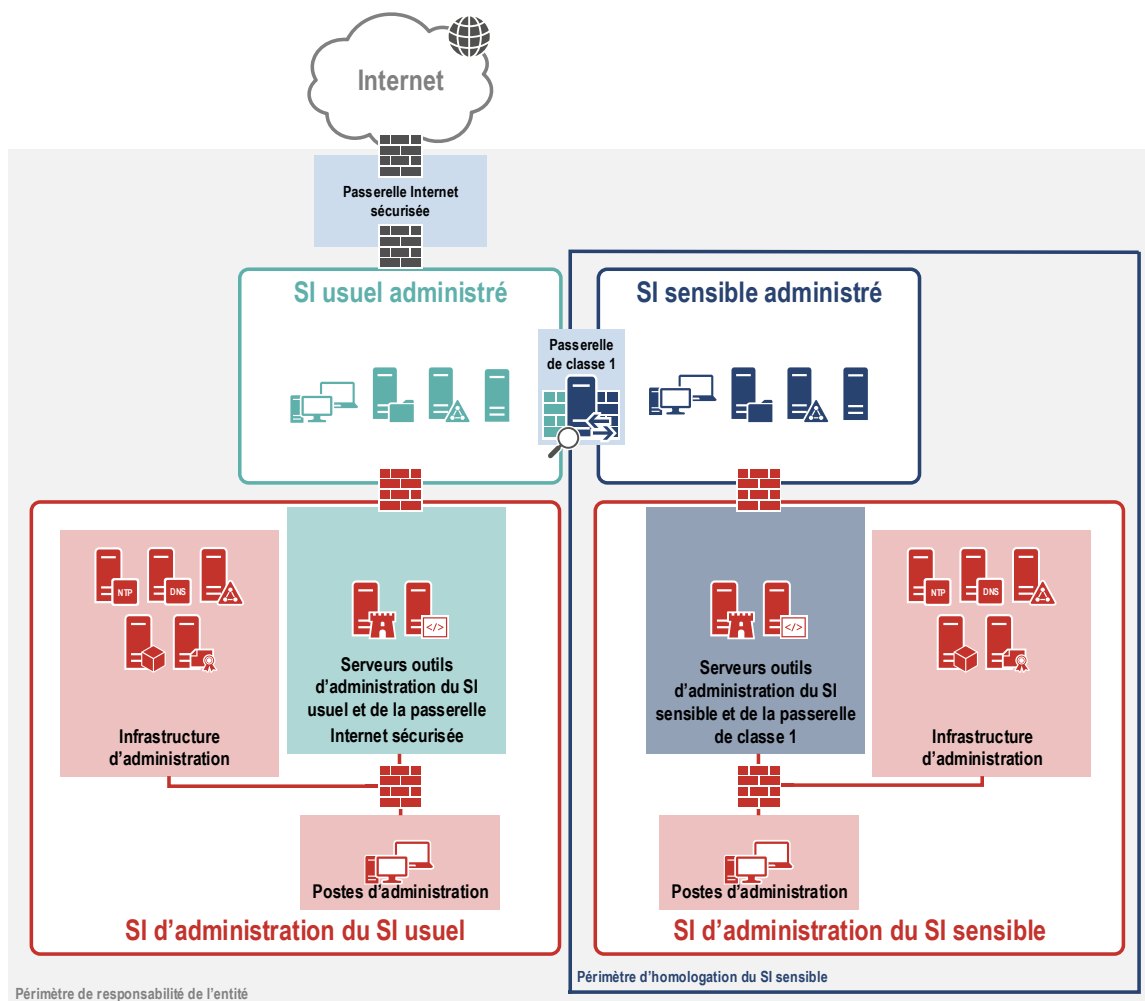 Internet
Passerelle Internet
sécurisée
SI usuel administré
SI sensible administré
Passerelle
de classe 1
NTP
DNS
Infrastructure
d'administration
</>
Serveurs outils
d'administration du SI
usuel et de la passerelle
Internet sécurisée
Postes d'administration
SI d'administration du SI usuel
</>
Serveurs outils
d'administration du SI
sensible et de la passerelle
de classe 1
NTP
DNS
Infrastructure
d'administration
Postes d'administration
SI d'administration du SI sensible
Périmètre d'homologation du SI sensible
Périmètre de responsabilité de l'entité